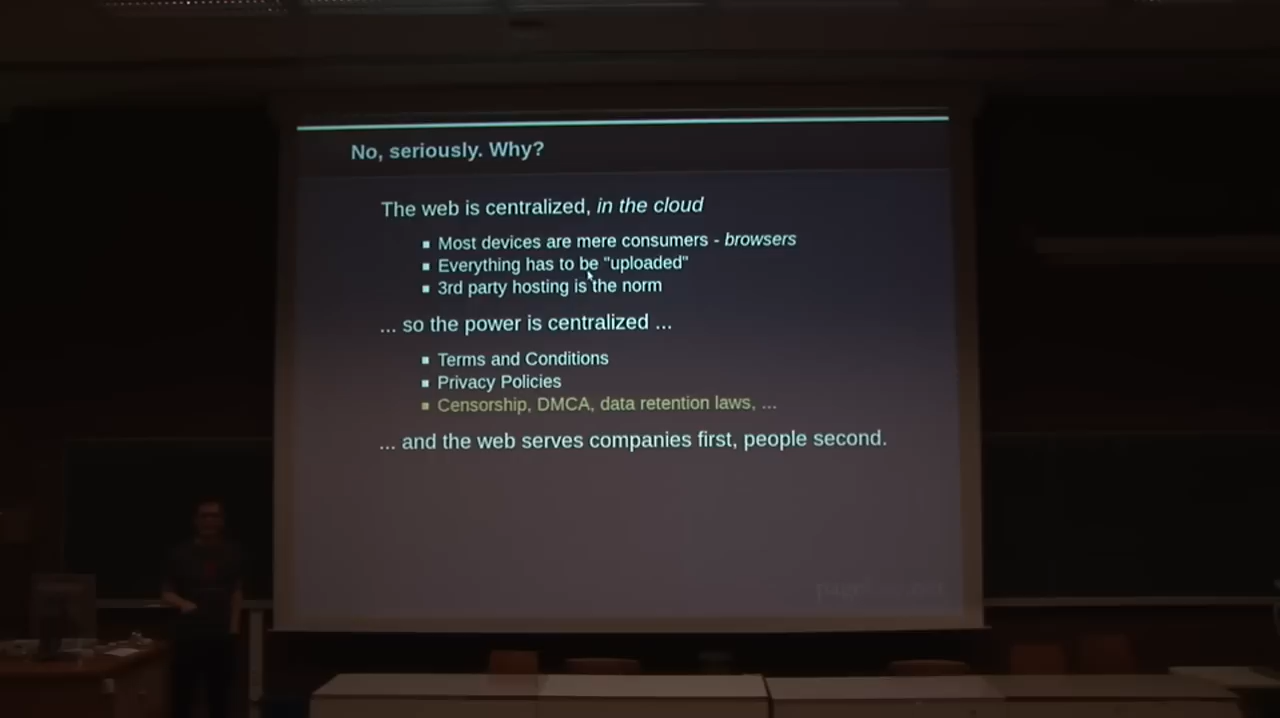 No, seriously. Why?
The web is centralized, in the cloud
Most devices are mere consumers - browsers
Everything has to be "uploaded"
3rd party hosting is the norm
... so the power is centralized ...
Terms and Conditions
Privacy Policies
Censorship, DMCA, data retention laws, ...
... and the web serves companies first, people second.